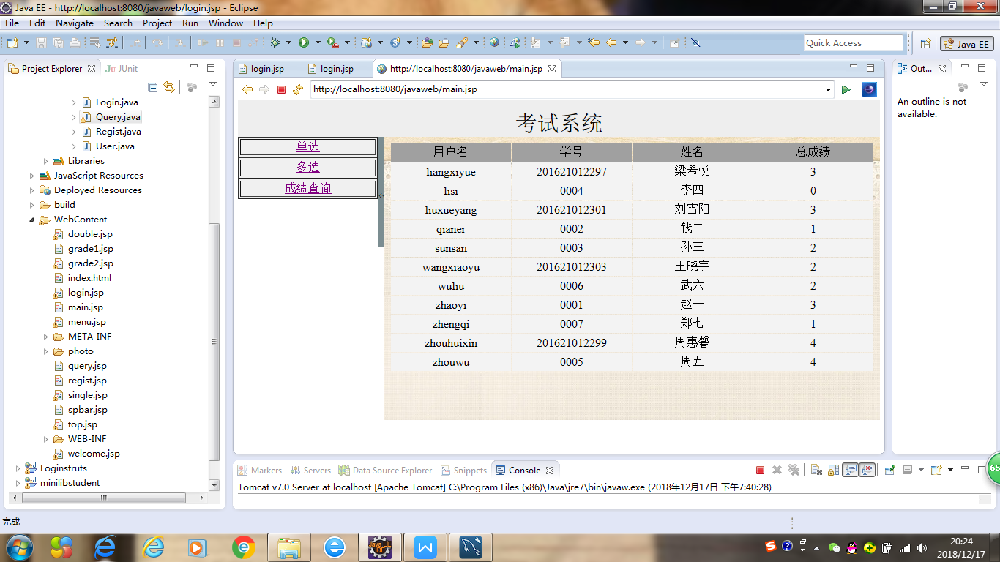 Java EE - http://localhost:8080/javaweb/login.jsp - Eclipse
File Edit Navigate Search Project Run Window Help
Quick Access
Java EE
Project Explorer
JUnit
Login.java
Query.java
Regist.java
User.java
Libraries
JavaScript Resources
Deployed Resources
build
WebContent
double.jsp
grade1.jsp
grade2.jsp
index.html
login.jsp
main.jsp
menu.jsp
META-INF
photo
query.jsp
regist.jsp
single.jsp
spbar.jsp
top.jsp
WEB-INF
welcome.jsp
Loginstruts
minilibstudent
login.jsp login.jsp http://localhost:8080/javaweb/main.jsp
http://localhost:8080/javaweb/main.jsp
考试系统
单选
多选
成绩查询
<<
用户名 学号 姓名 总成绩
liangxiyue 201621012297 梁希悦 3
lisi 0004 李四 0
liuxueyang 201621012301 刘雪阳 3
qianer 0002 钱二 1
sunsan 0003 孙三 2
wangxiaoyu 201621012303 王晓宇 2
wuliu 0006 武六 2
zhaoyi 0001 赵一 3
zhengqi 0007 郑七 1
zhouhuixin 201621012299 周惠馨 4
zhouwu 0005 周五 4
Out...
An outline is not
available.
Markers Servers Data Source Explorer Snippets Console
Tomcat v7.0 Server at localhost [Apache Tomcat] C:\Program Files (x86)\Java\jre7\bin\javaw.exe (2018年12月17日 下午7:40:28)
65
完成
Java EE
IDE
20:24
2018/12/17